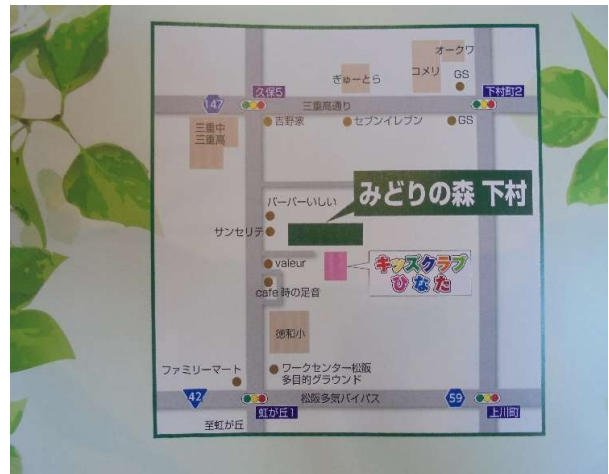 オークワ
コメリ
GS
ぎゅーとら
久保5
下村町2
147
三重高通り
吉野家
セブンイレブン
GS
三重中
三重高
みどりの森 下村
バーバーいしい
サンセリテ
valeur
キッズクラブ
ひなた
cafe 時の足音
徳和小
ファミリーマート
ワークセンター松阪
多目的グラウンド
42
松阪多気バイパス
59
虹が丘1
上川町
至虹が丘